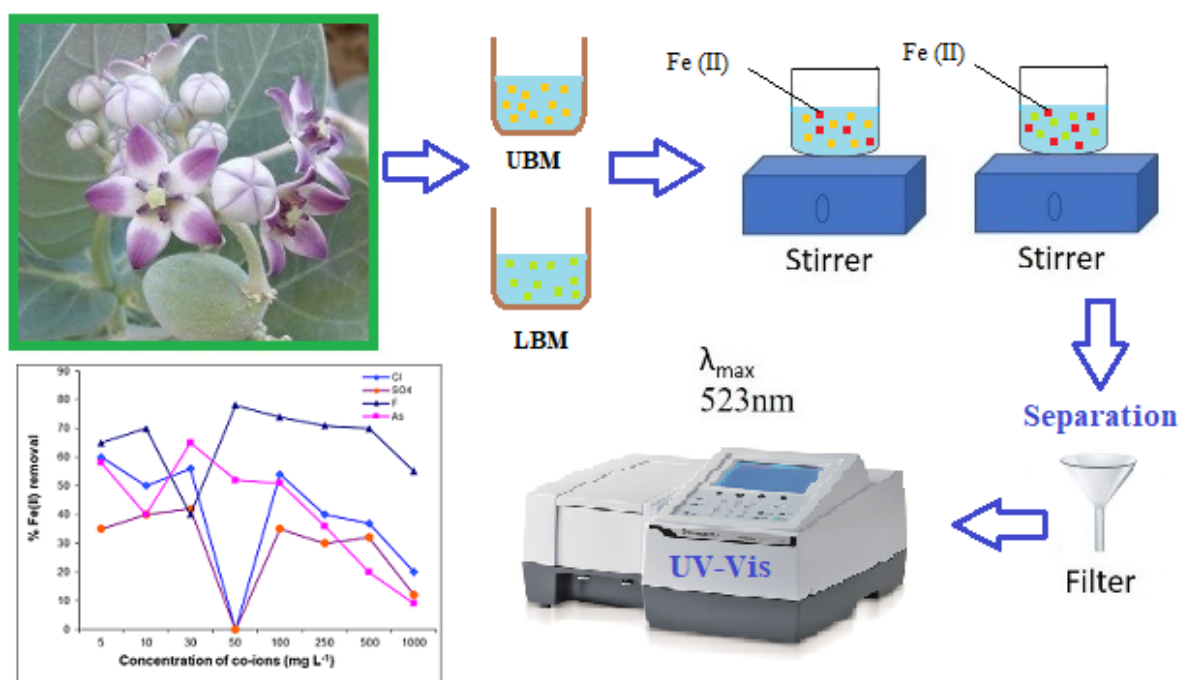 UBM
LBM
Fe (II)
Fe (II)
Stirrer
Stirrer
Separation
Filter
λmax
523nm
UV-Vis
Cl
SO4
F
As
% Fe(II) removal
90
80
70
60
50
40
30
20
10
0
5 10 30 50 100 250 500 1000
Concentration of co-ions (mg L-1)